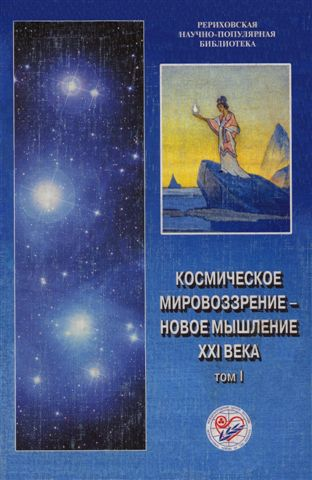 РЕРИХОВСКАЯ
НАУЧНО-ПОПУЛЯРНАЯ
БИБЛИОТЕКА
КОСМИЧЕСКОЕ
МИРОВОЗЗРЕНИЕ –
НОВОЕ МЫШЛЕНИЕ
XXI ВЕКА
ТОМ I